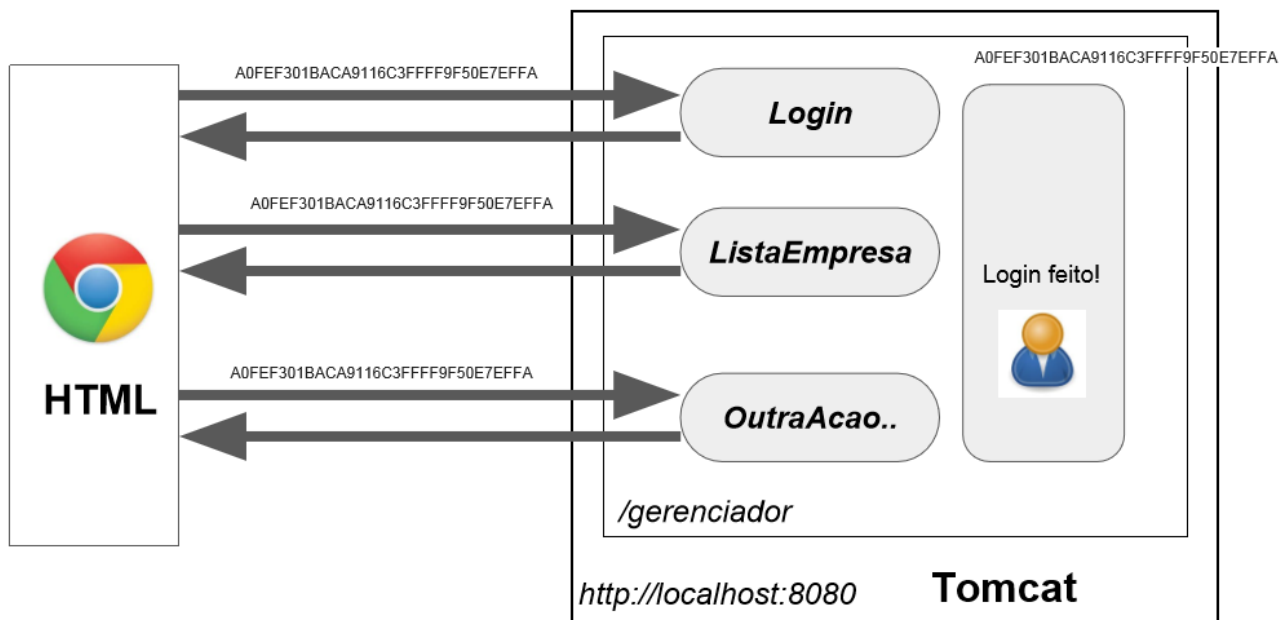 A0FEF301BACA9116C3FFFF9F50E7EFFA
A0FEF301BACA9116C3FFFF9F50E7EFFA
Login
A0FEF301BACA9116C3FFFF9F50E7EFFA
ListaEmpresa
Login feito!
HTML
A0FEF301BACA9116C3FFFF9F50E7EFFA
OutraAcao..
/gerenciador
http://localhost:8080
Tomcat